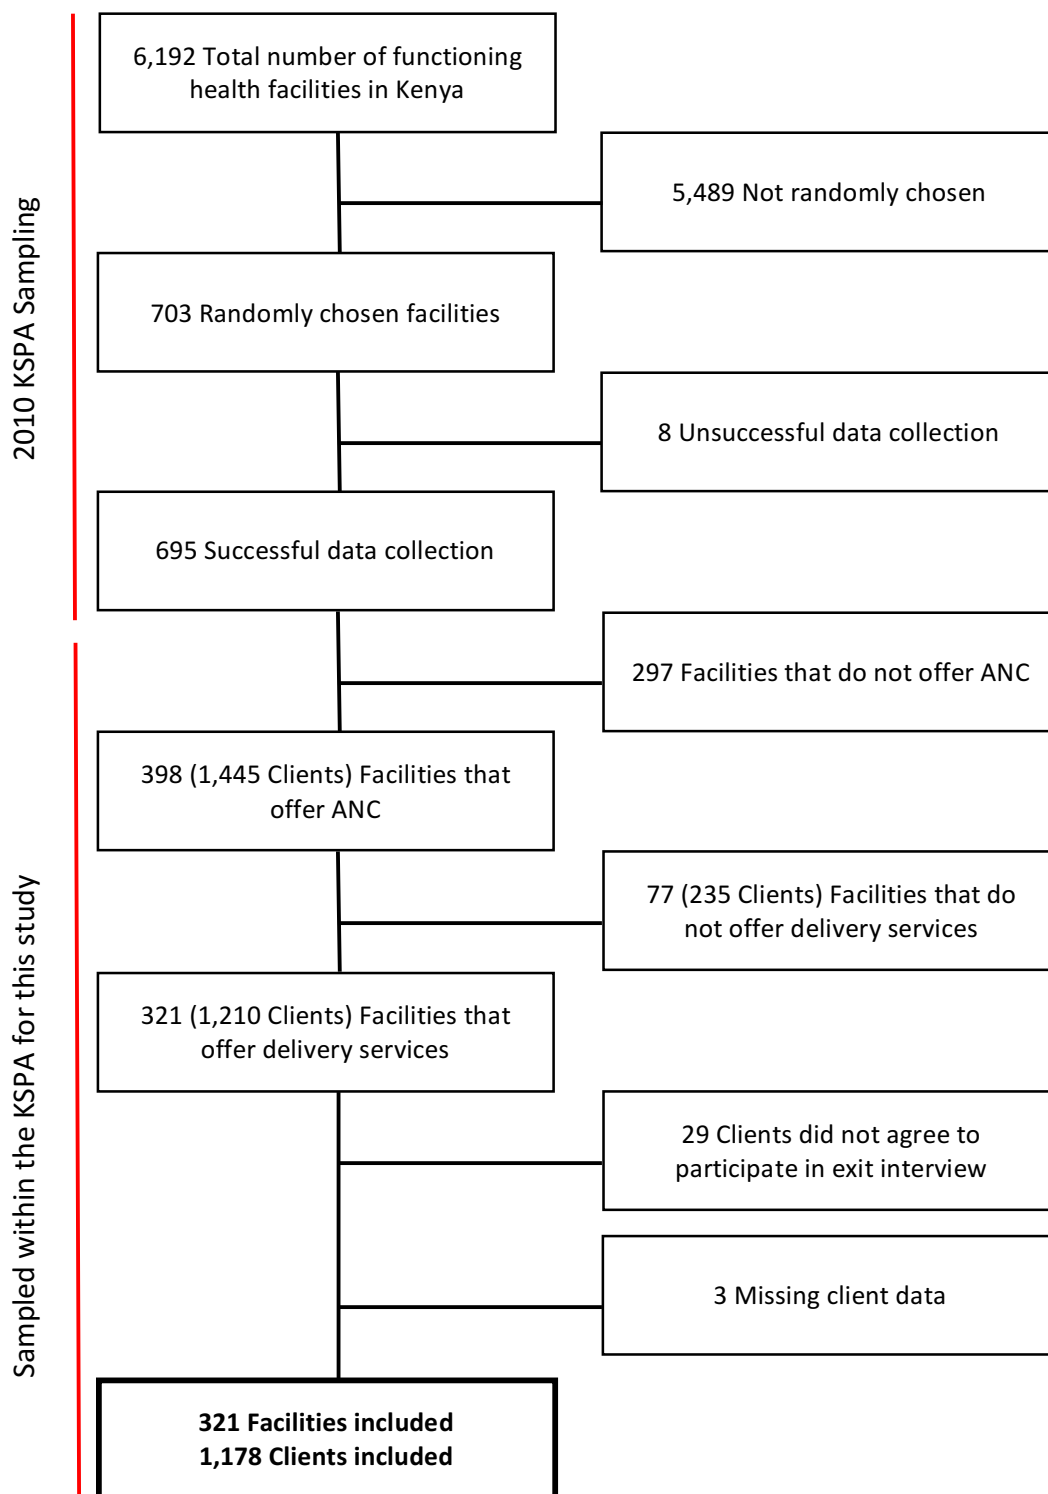 2010 KSPA Sampling
6,192 Total number of functioning
health facilities in Kenya
5,489 Not randomly chosen
703 Randomly chosen facilities
8 Unsuccessful data collection
695 Successful data collection
Sampled within the KSPA for this study
297 Facilities that do not offer ANC
398 (1,445 Clients) Facilities that
offer ANC
77 (235 Clients) Facilities that do
not offer delivery services
321 (1,210 Clients) Facilities that
offer delivery services
29 Clients did not agree to
participate in exit interview
3 Missing client data
321 Facilities included
1,178 Clients included